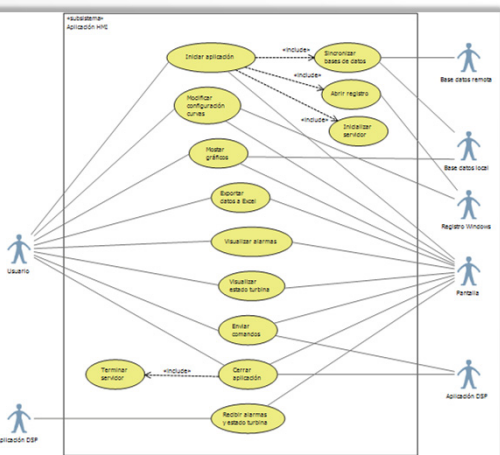 «subsistema»
Aplicación HMI
Iniciar aplicación
«include»
Sincronizar
bases de datos
Base datos remota
«include»
Abrir registro
Modificar
configuración
curvas
«include»
Inicializar
servidor
Mostar
gráficos
Base datos local
Exportar
datos a Excel
Registro Windows
Visualizar alarmas
Usuario
Visualizar
estado turbina
Pantalla
Enviar
comandos
Terminar
servidor
«include»
Cerrar
aplicación
Aplicación DSP
Recibir alarmas
y estado turbina
plicación DSP